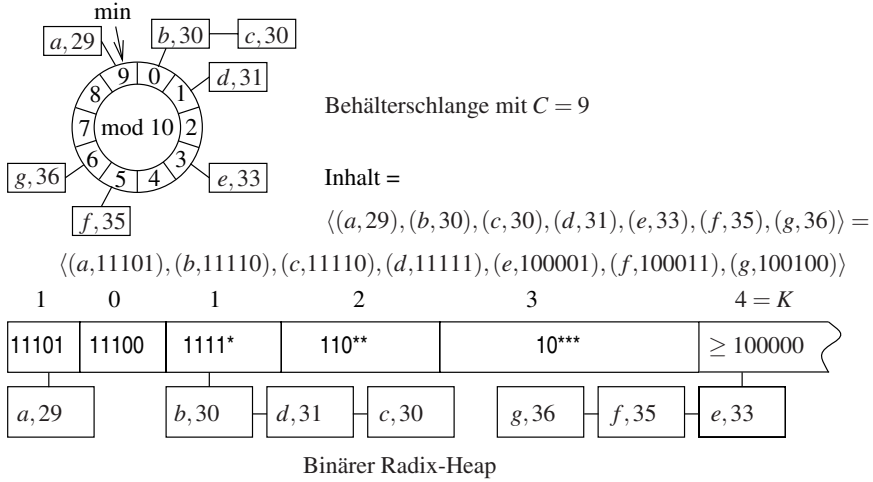 min
a,29
b,30
c,30
9
0
8
1
d,31
Behälterschlange mit C = 9
7
mod 10
2
6
3
g,36
5
4
e,33
Inhalt =
f,35
⟨(a,29),(b,30),(c,30),(d,31),(e,33),(f,35),(g,36)⟩ =
⟨(a,11101),(b,11110),(c,11110),(d,11111),(e,100001),(f,100011),(g,100100)⟩
1 0 1 2 3 4 = K
11101 11100 1111* 110** 10*** ≥ 100000
a,29 b,30 d,31 c,30 g,36 f,35 e,33
Binärer Radix-Heap